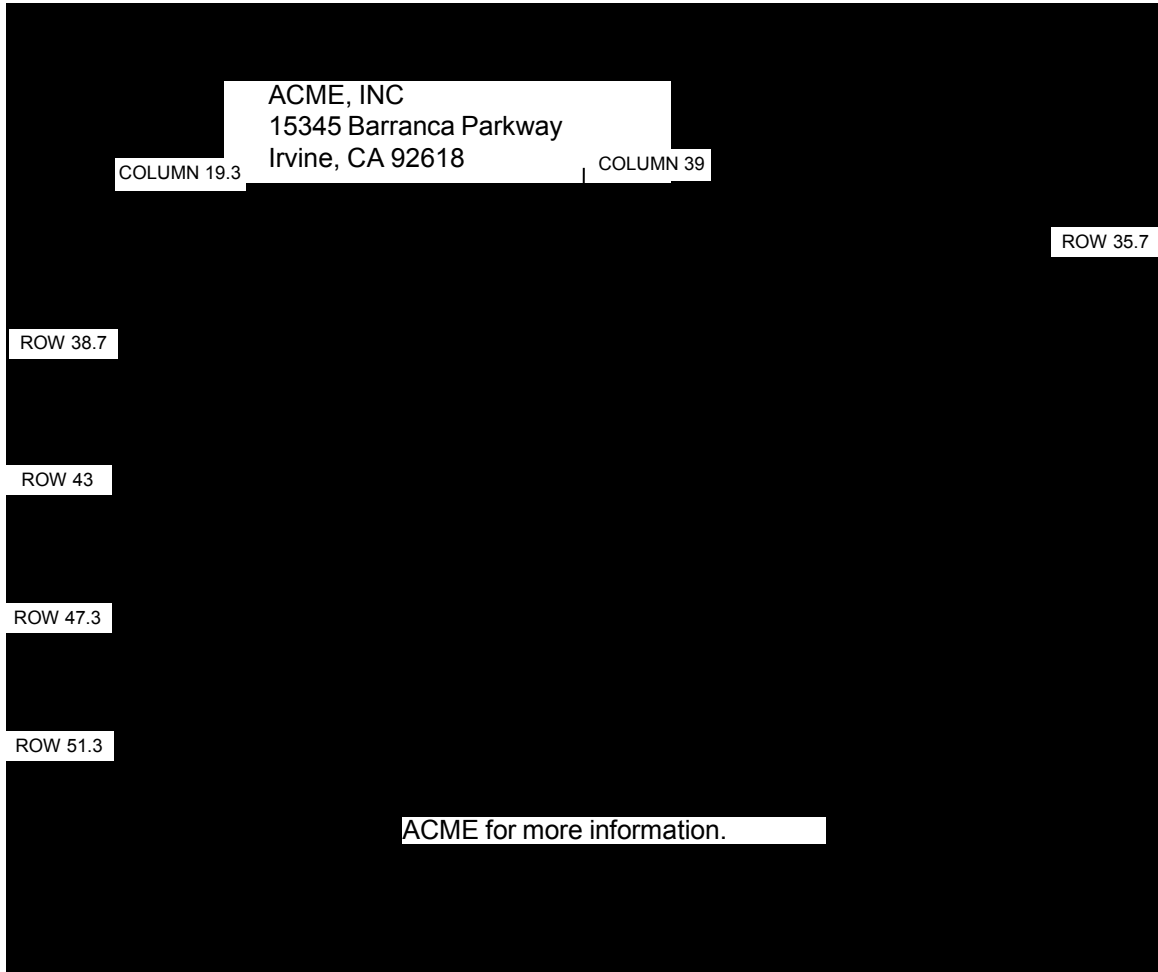 ACME, INC
15345 Barranca Parkway
Irvine, CA 92618
COLUMN 19.3
COLUMN 39
ROW 35.7
ROW 38.7
ROW 43
ROW 47.3
ROW 51.3
ACME for more information.